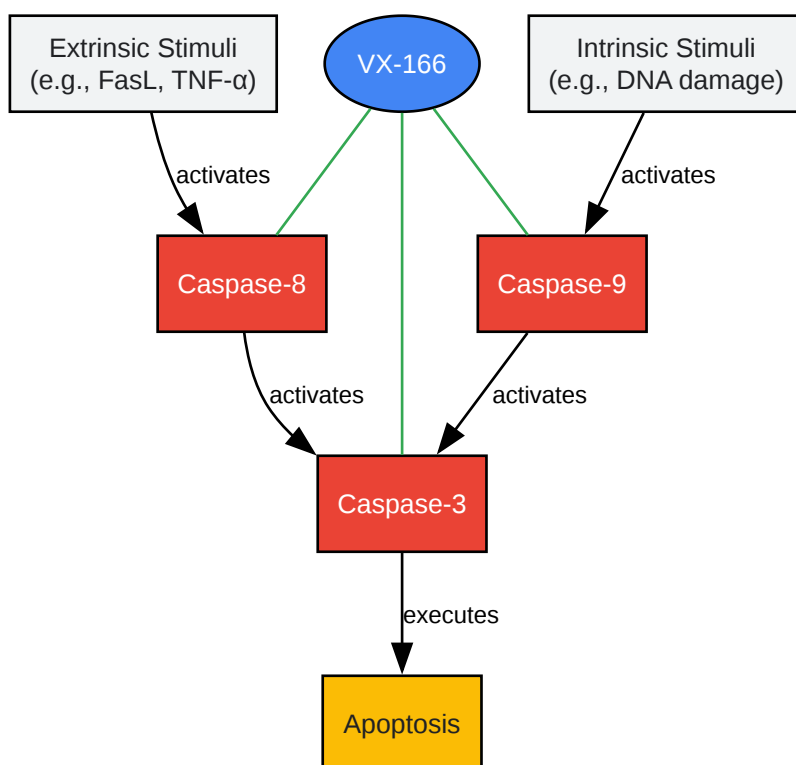 Extrinsic Stimuli
(e.g., FasL, TNF-α)
VX-166
Intrinsic Stimuli
(e.g., DNA damage)
activates
activates
Caspase-8
Caspase-9
activates
activates
Caspase-3
executes
Apoptosis